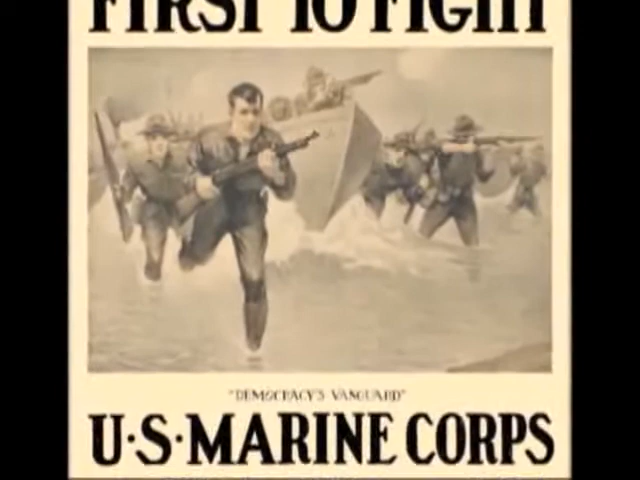 FIRST TO FIGHT
"DEMOCRACY'S VANGUARD"
U·S·MARINE CORPS